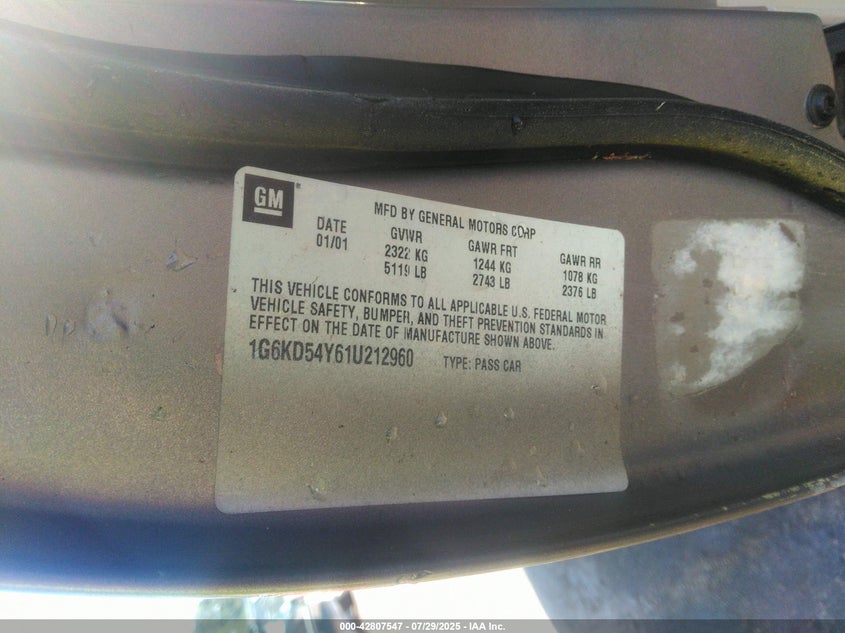 GM
MFD BY GENERAL MOTORS CORP
DATE GVWR GAWR FRT GAWR RR
01/01 2322 KG 1244 KG 1078 KG
5119 LB 2743 LB 2376 LB
THIS VEHICLE CONFORMS TO ALL APPLICABLE U.S. FEDERAL MOTOR
VEHICLE SAFETY, BUMPER, AND THEFT PREVENTION STANDARDS IN
EFFECT ON THE DATE OF MANUFACTURE SHOWN ABOVE.
1G6KD54Y61U212960 TYPE: PASS CAR
000-42807547 - 07/29/2025 - IAA Inc.